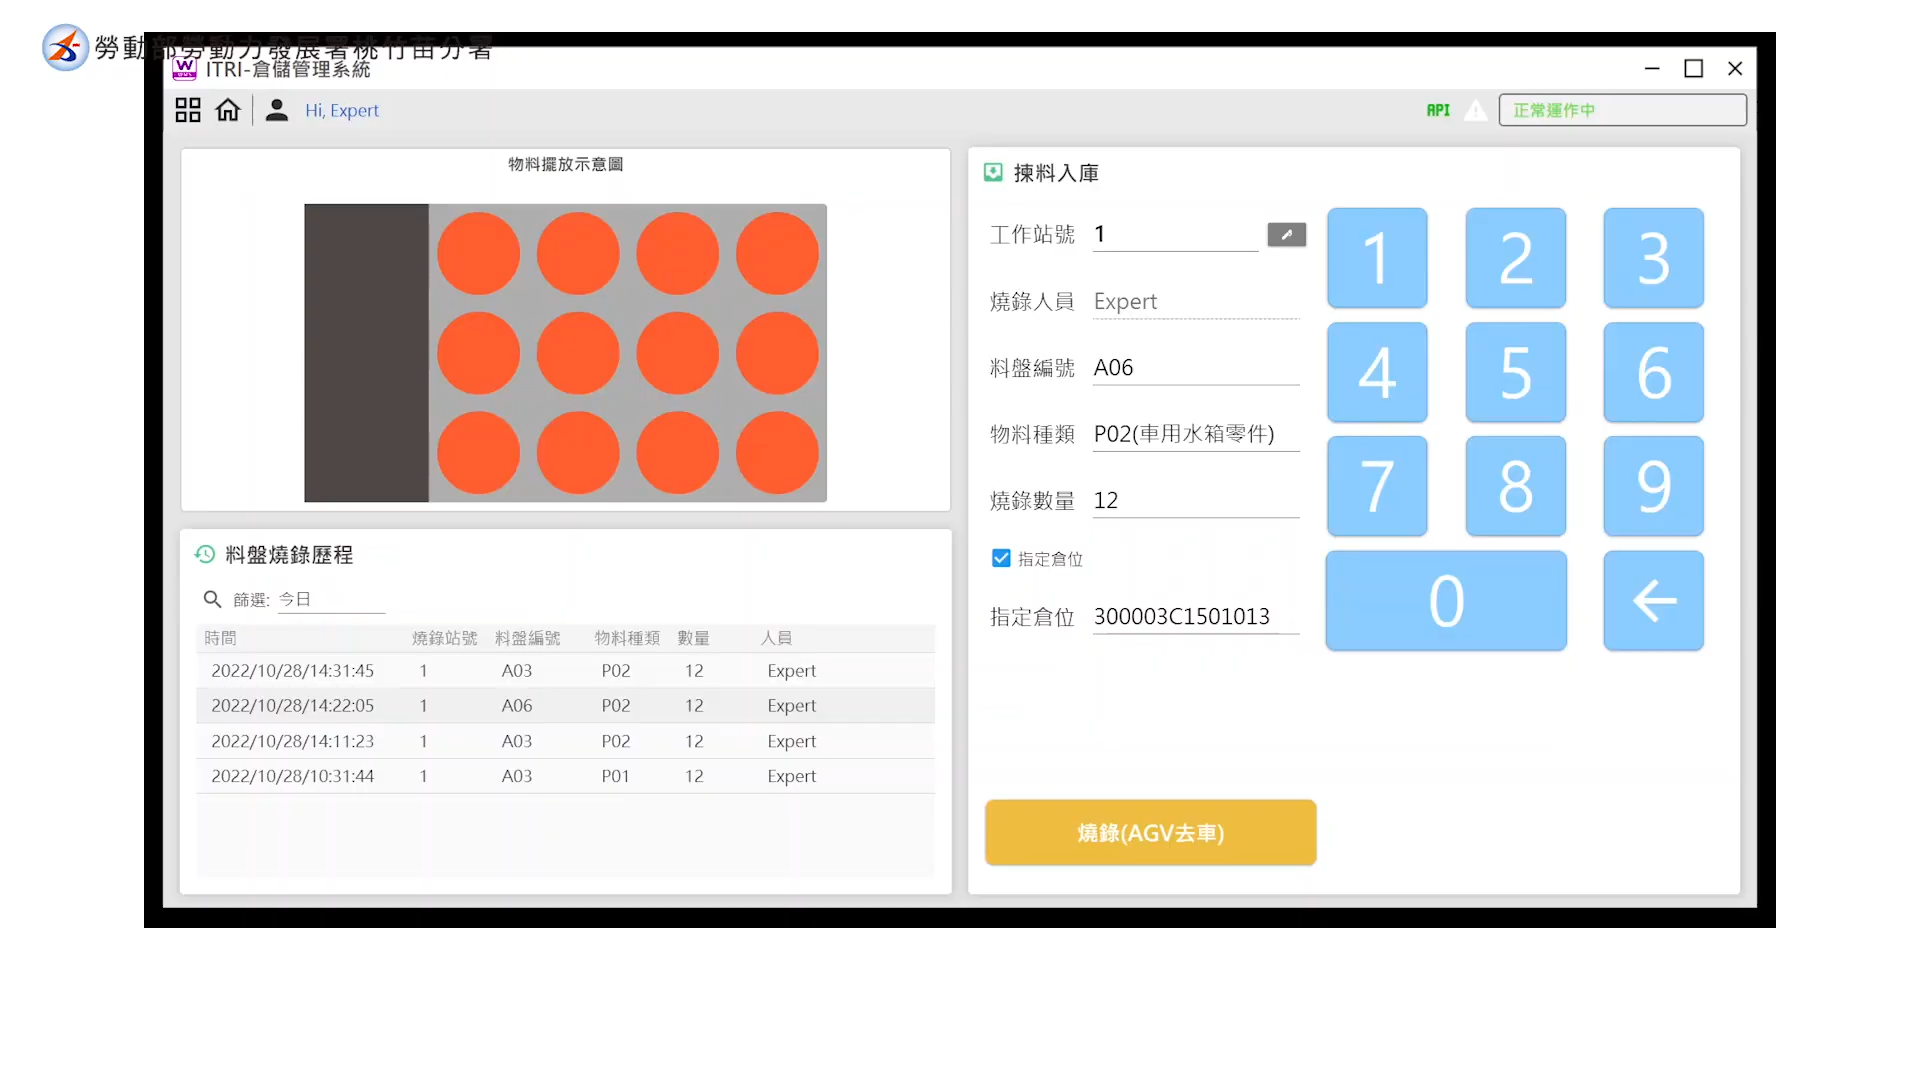 勞動部勞動力發展署桃竹苗分署
ITRI-倉儲管理系統
Hi, Expert
API
正常運作中
物料擺放示意圖
揀料入庫
工作站號 1
燒錄人員 Expert
料盤編號 A06
物料種類 P02(車用水箱零件)
燒錄數量 12
指定倉位
指定倉位 300003C1501013
1 2 3
4 5 6
7 8 9
0 ←
燒錄(AGV去車)
料盤燒錄歷程
篩選: 今日
時間 燒錄站號 料盤編號 物料種類 數量 人員
2022/10/28/14:31:45 1 A03 P02 12 Expert
2022/10/28/14:22:05 1 A06 P02 12 Expert
2022/10/28/14:11:23 1 A03 P02 12 Expert
2022/10/28/10:31:44 1 A03 P01 12 Expert